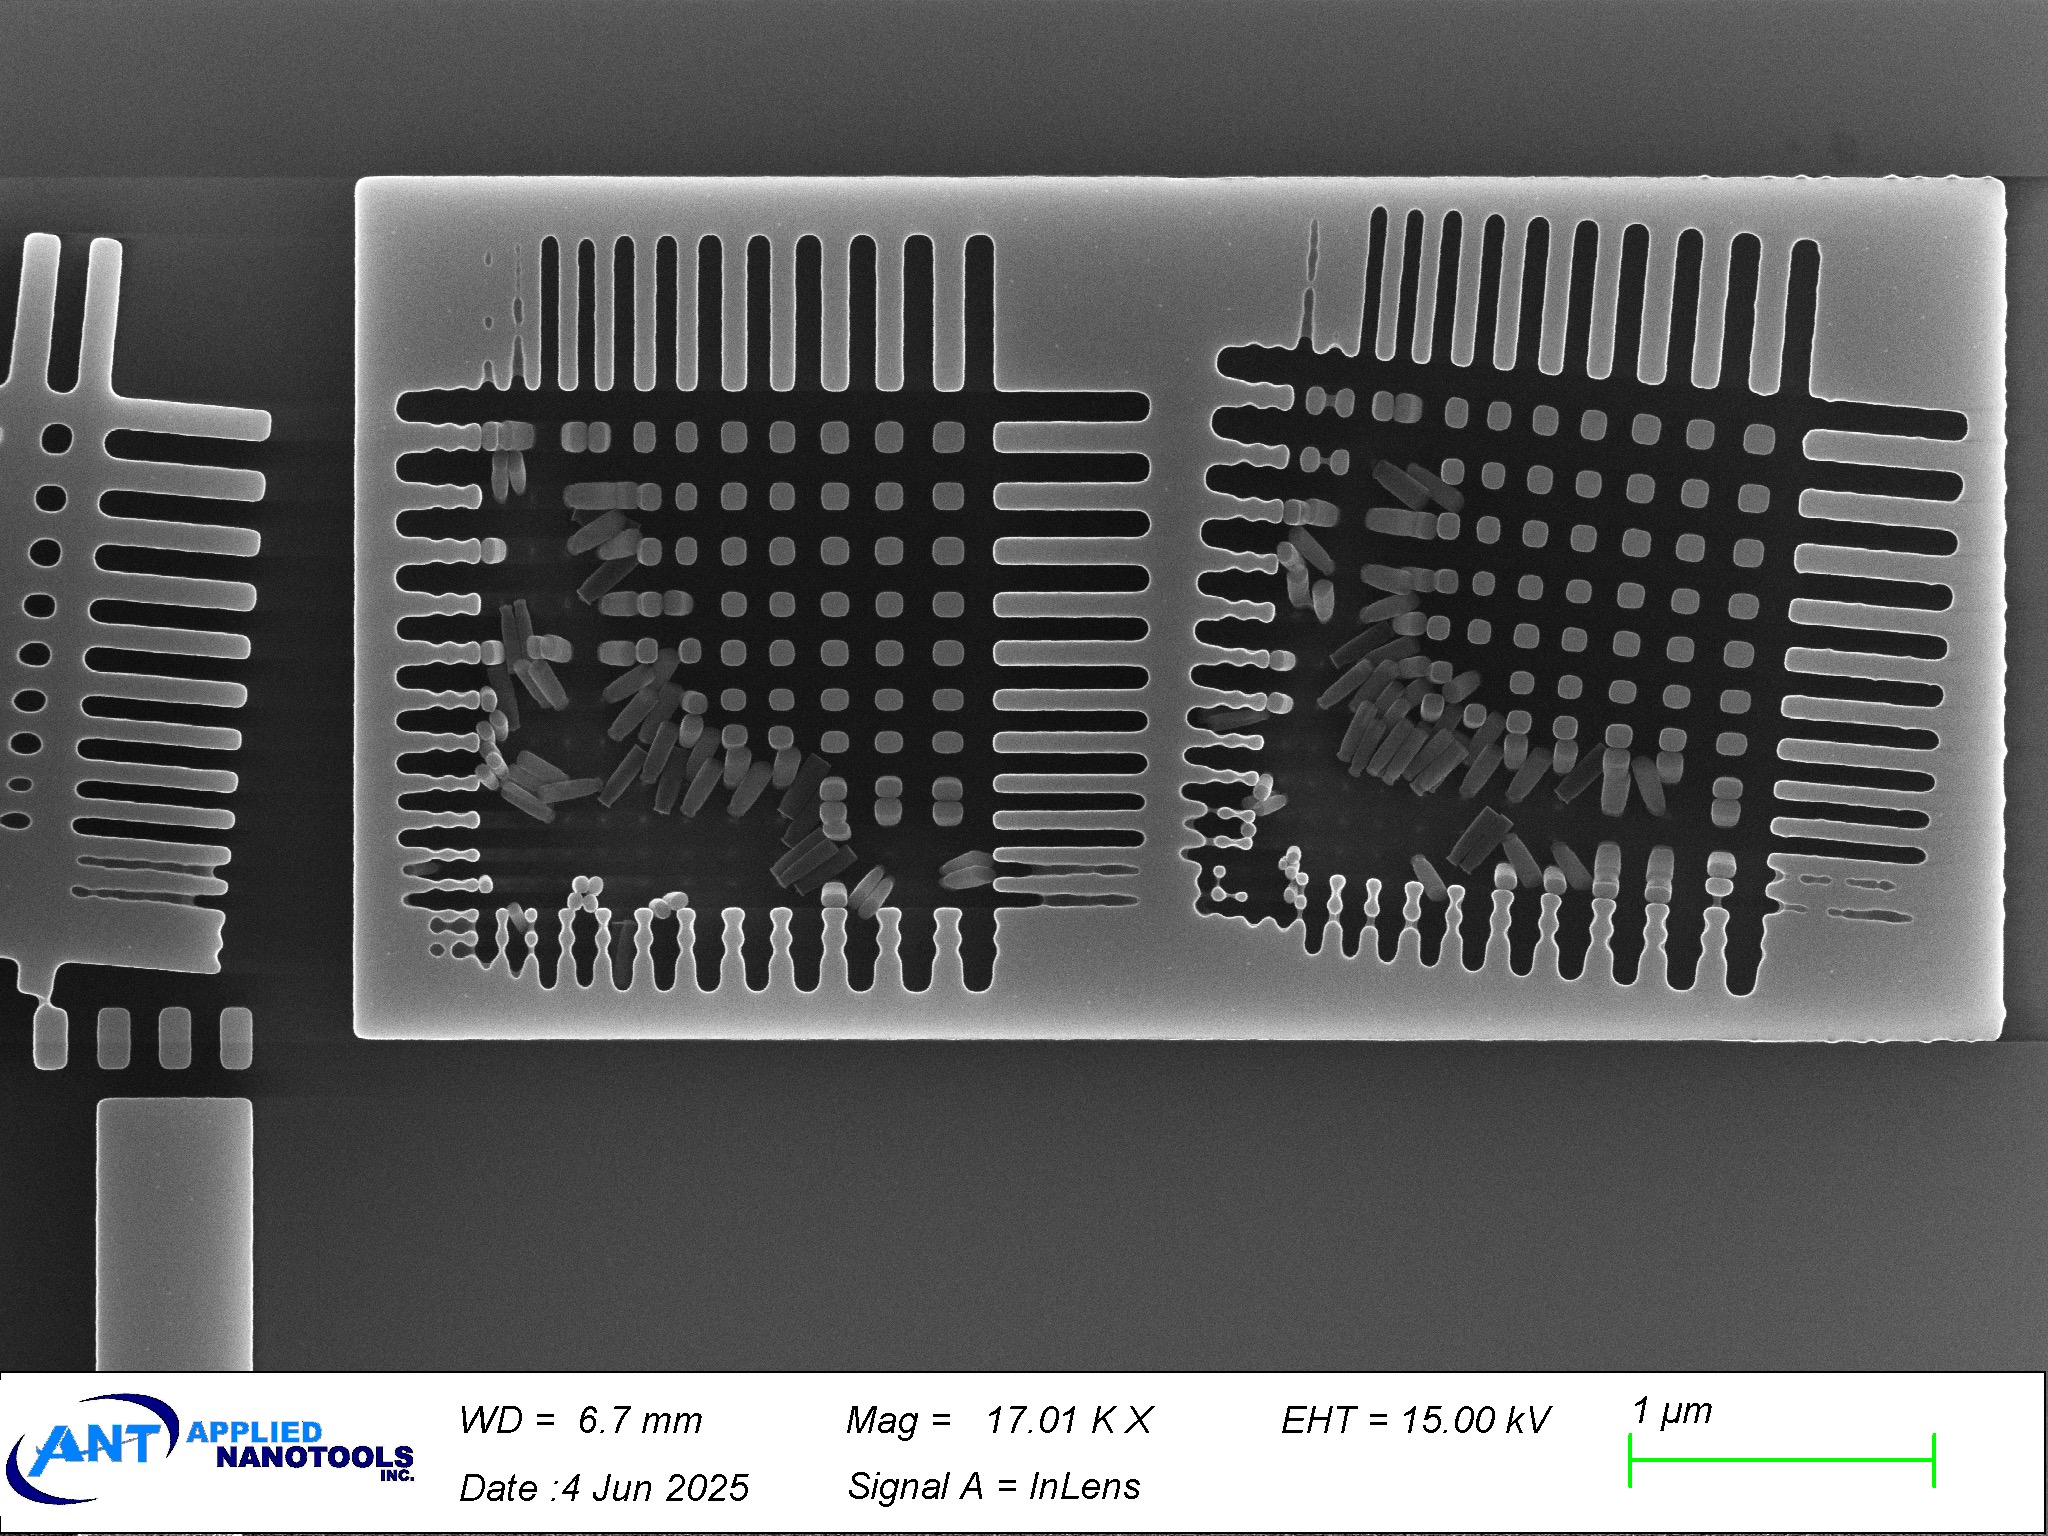 ANT APPLIED NANOTOOLS INC.
WD = 6.7 mm Mag = 17.01 K X EHT = 15.00 kV 1 µm
Date :4 Jun 2025 Signal A = InLens